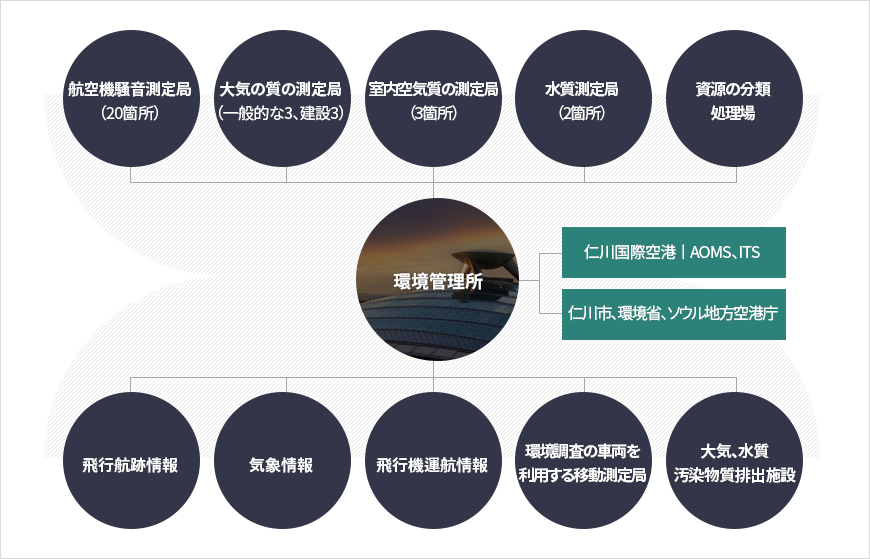 航空機騒音測定局
（20箇所）
大気の質の測定局
（一般的な3、建設3）
室内空気質の測定局
（3箇所）
水質測定局
（2箇所）
資源の分類
処理場
環境管理所
仁川国際空港｜AOMS、ITS
仁川市、環境省、ソウル地方空港庁
飛行航跡情報
気象情報
飛行機運航情報
環境調査の車両を
利用する移動測定局
大気、水質
汚染物質排出施設